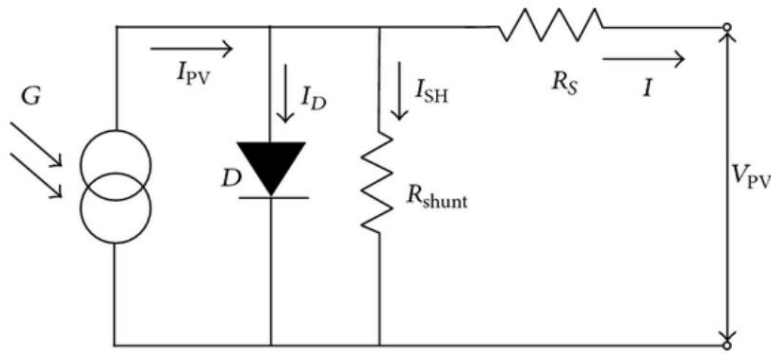 G
I_PV
I_D
I_SH
R_S
I
D
R_shunt
V_PV